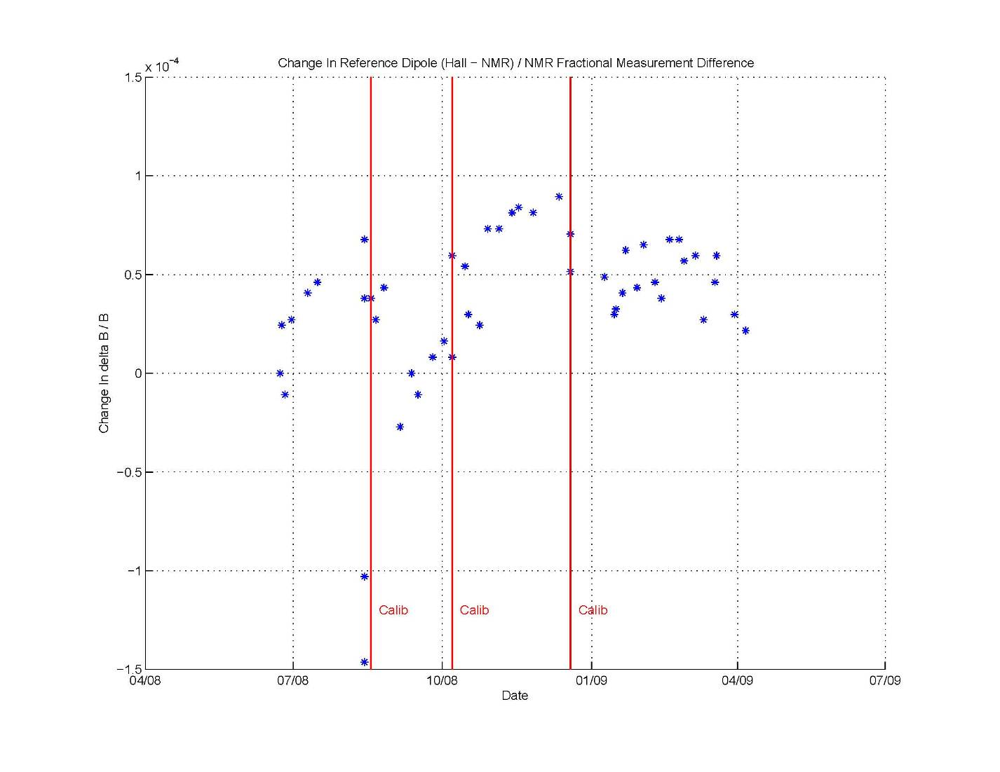 Change In Reference Dipole (Hall − NMR) / NMR Fractional Measurement Difference
x 10−4
1.5
1
0.5
0
−0.5
−1
−1.5
Change In delta B / B
Calib Calib Calib
04/08 07/08 10/08 01/09 04/09 07/09
Date